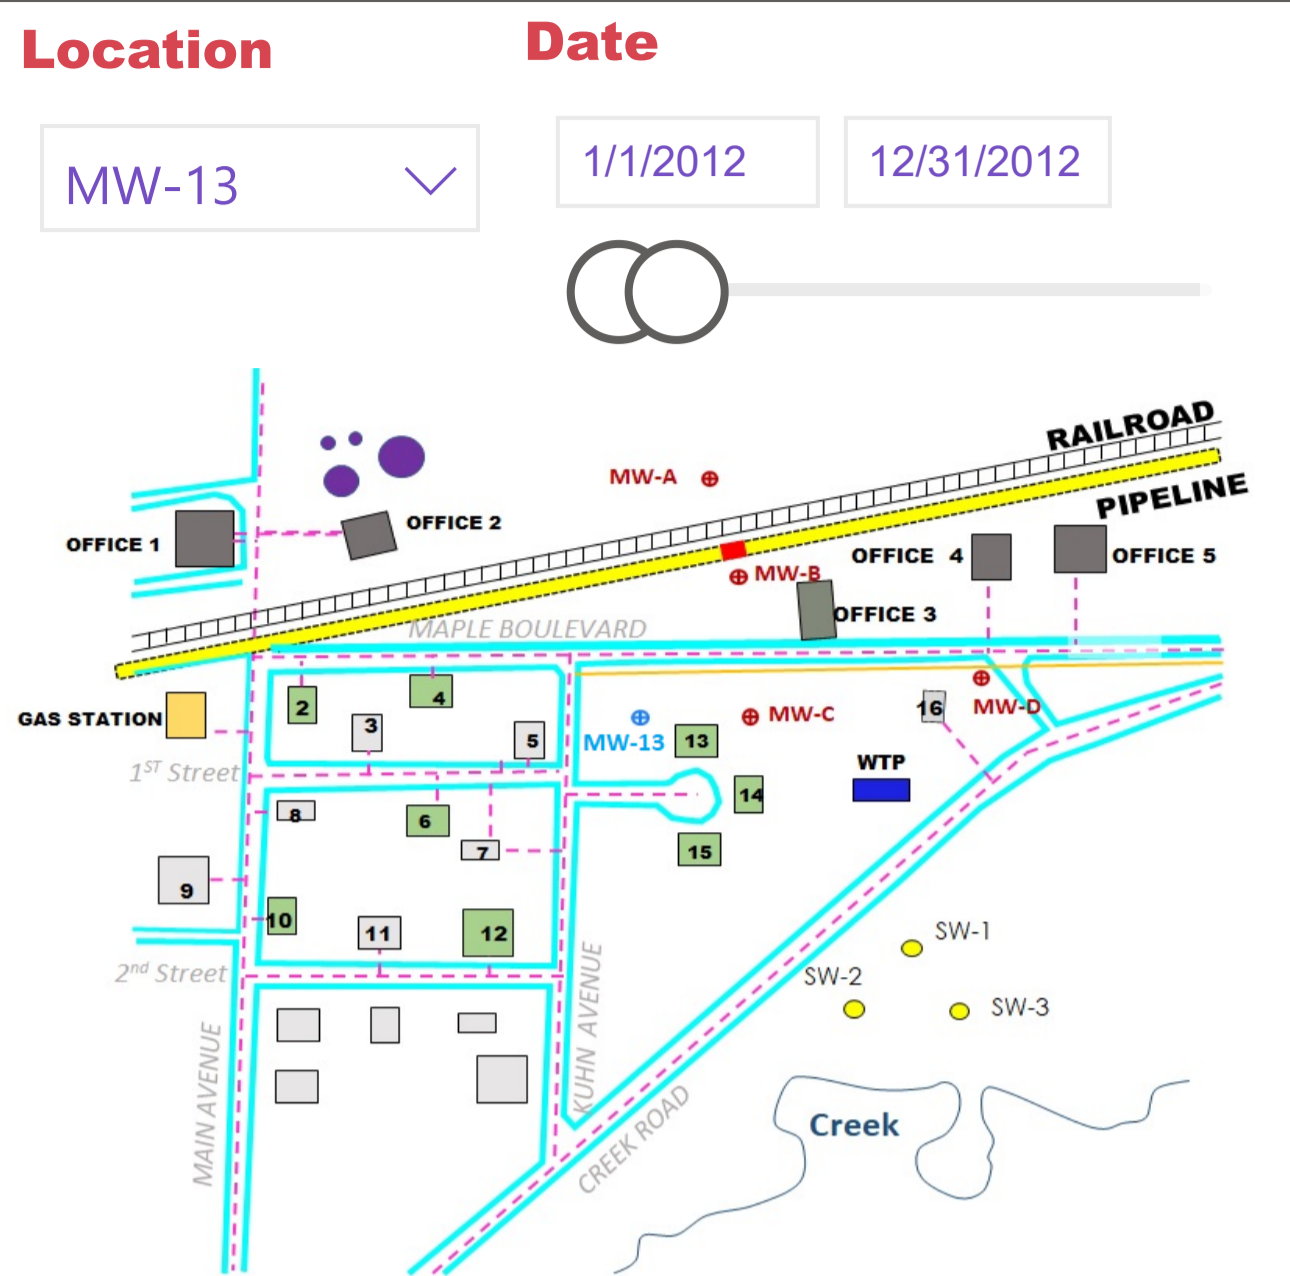 Location
Date
MW-13
1/1/2012
12/31/2012
RAILROAD
MW-A
PIPELINE
OFFICE 2
OFFICE 1
OFFICE 4
OFFICE 5
MW-B
OFFICE 3
MAPLE BOULEVARD
2
4
3
5
GAS STATION
MW-13
13
MW-C
16
MW-D
1ST Street
WTP
8
6
14
7
15
9
10
11
12
SW-1
2nd Street
SW-2
SW-3
MAIN AVENUE
KUHN AVENUE
CREEK ROAD
Creek